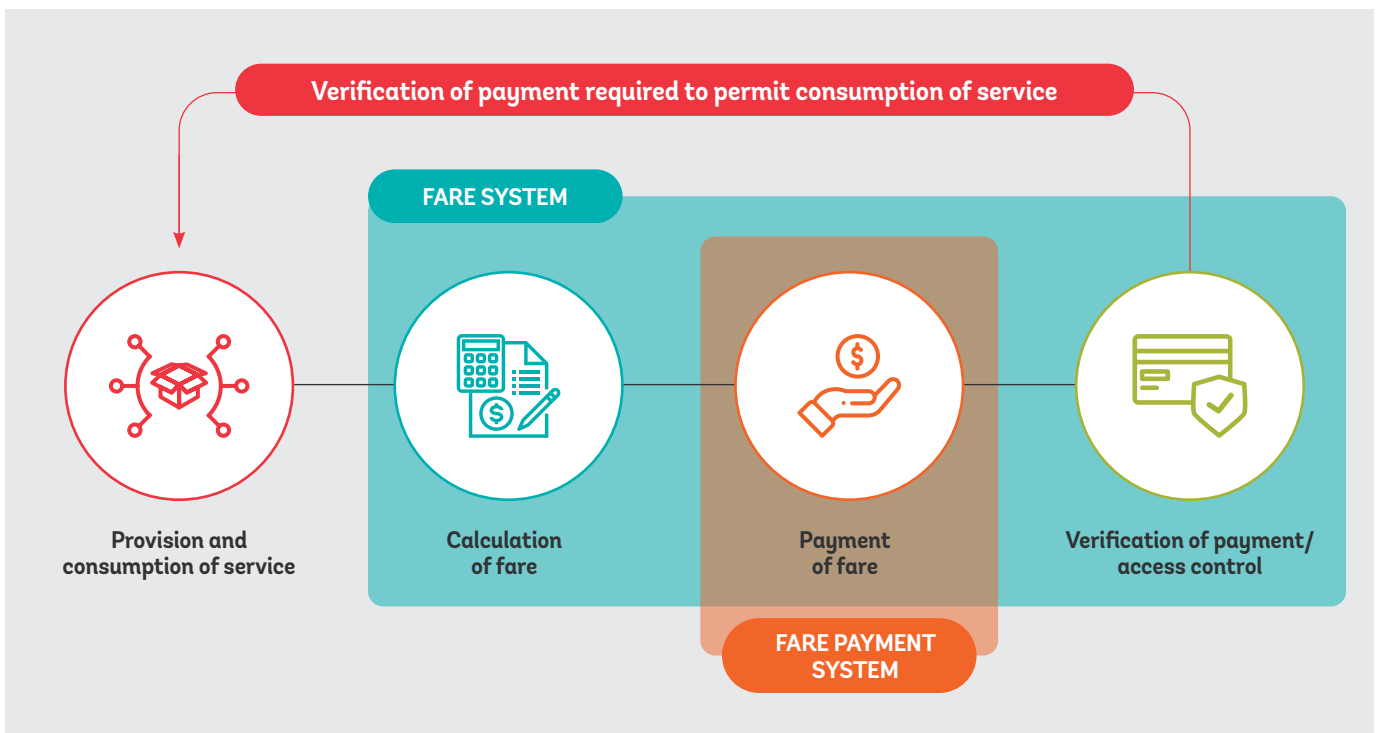 Verification of payment required to permit consumption of service
FARE SYSTEM
Provision and
consumption of service
Calculation
of fare
Payment
of fare
Verification of payment/
access control
FARE PAYMENT
SYSTEM